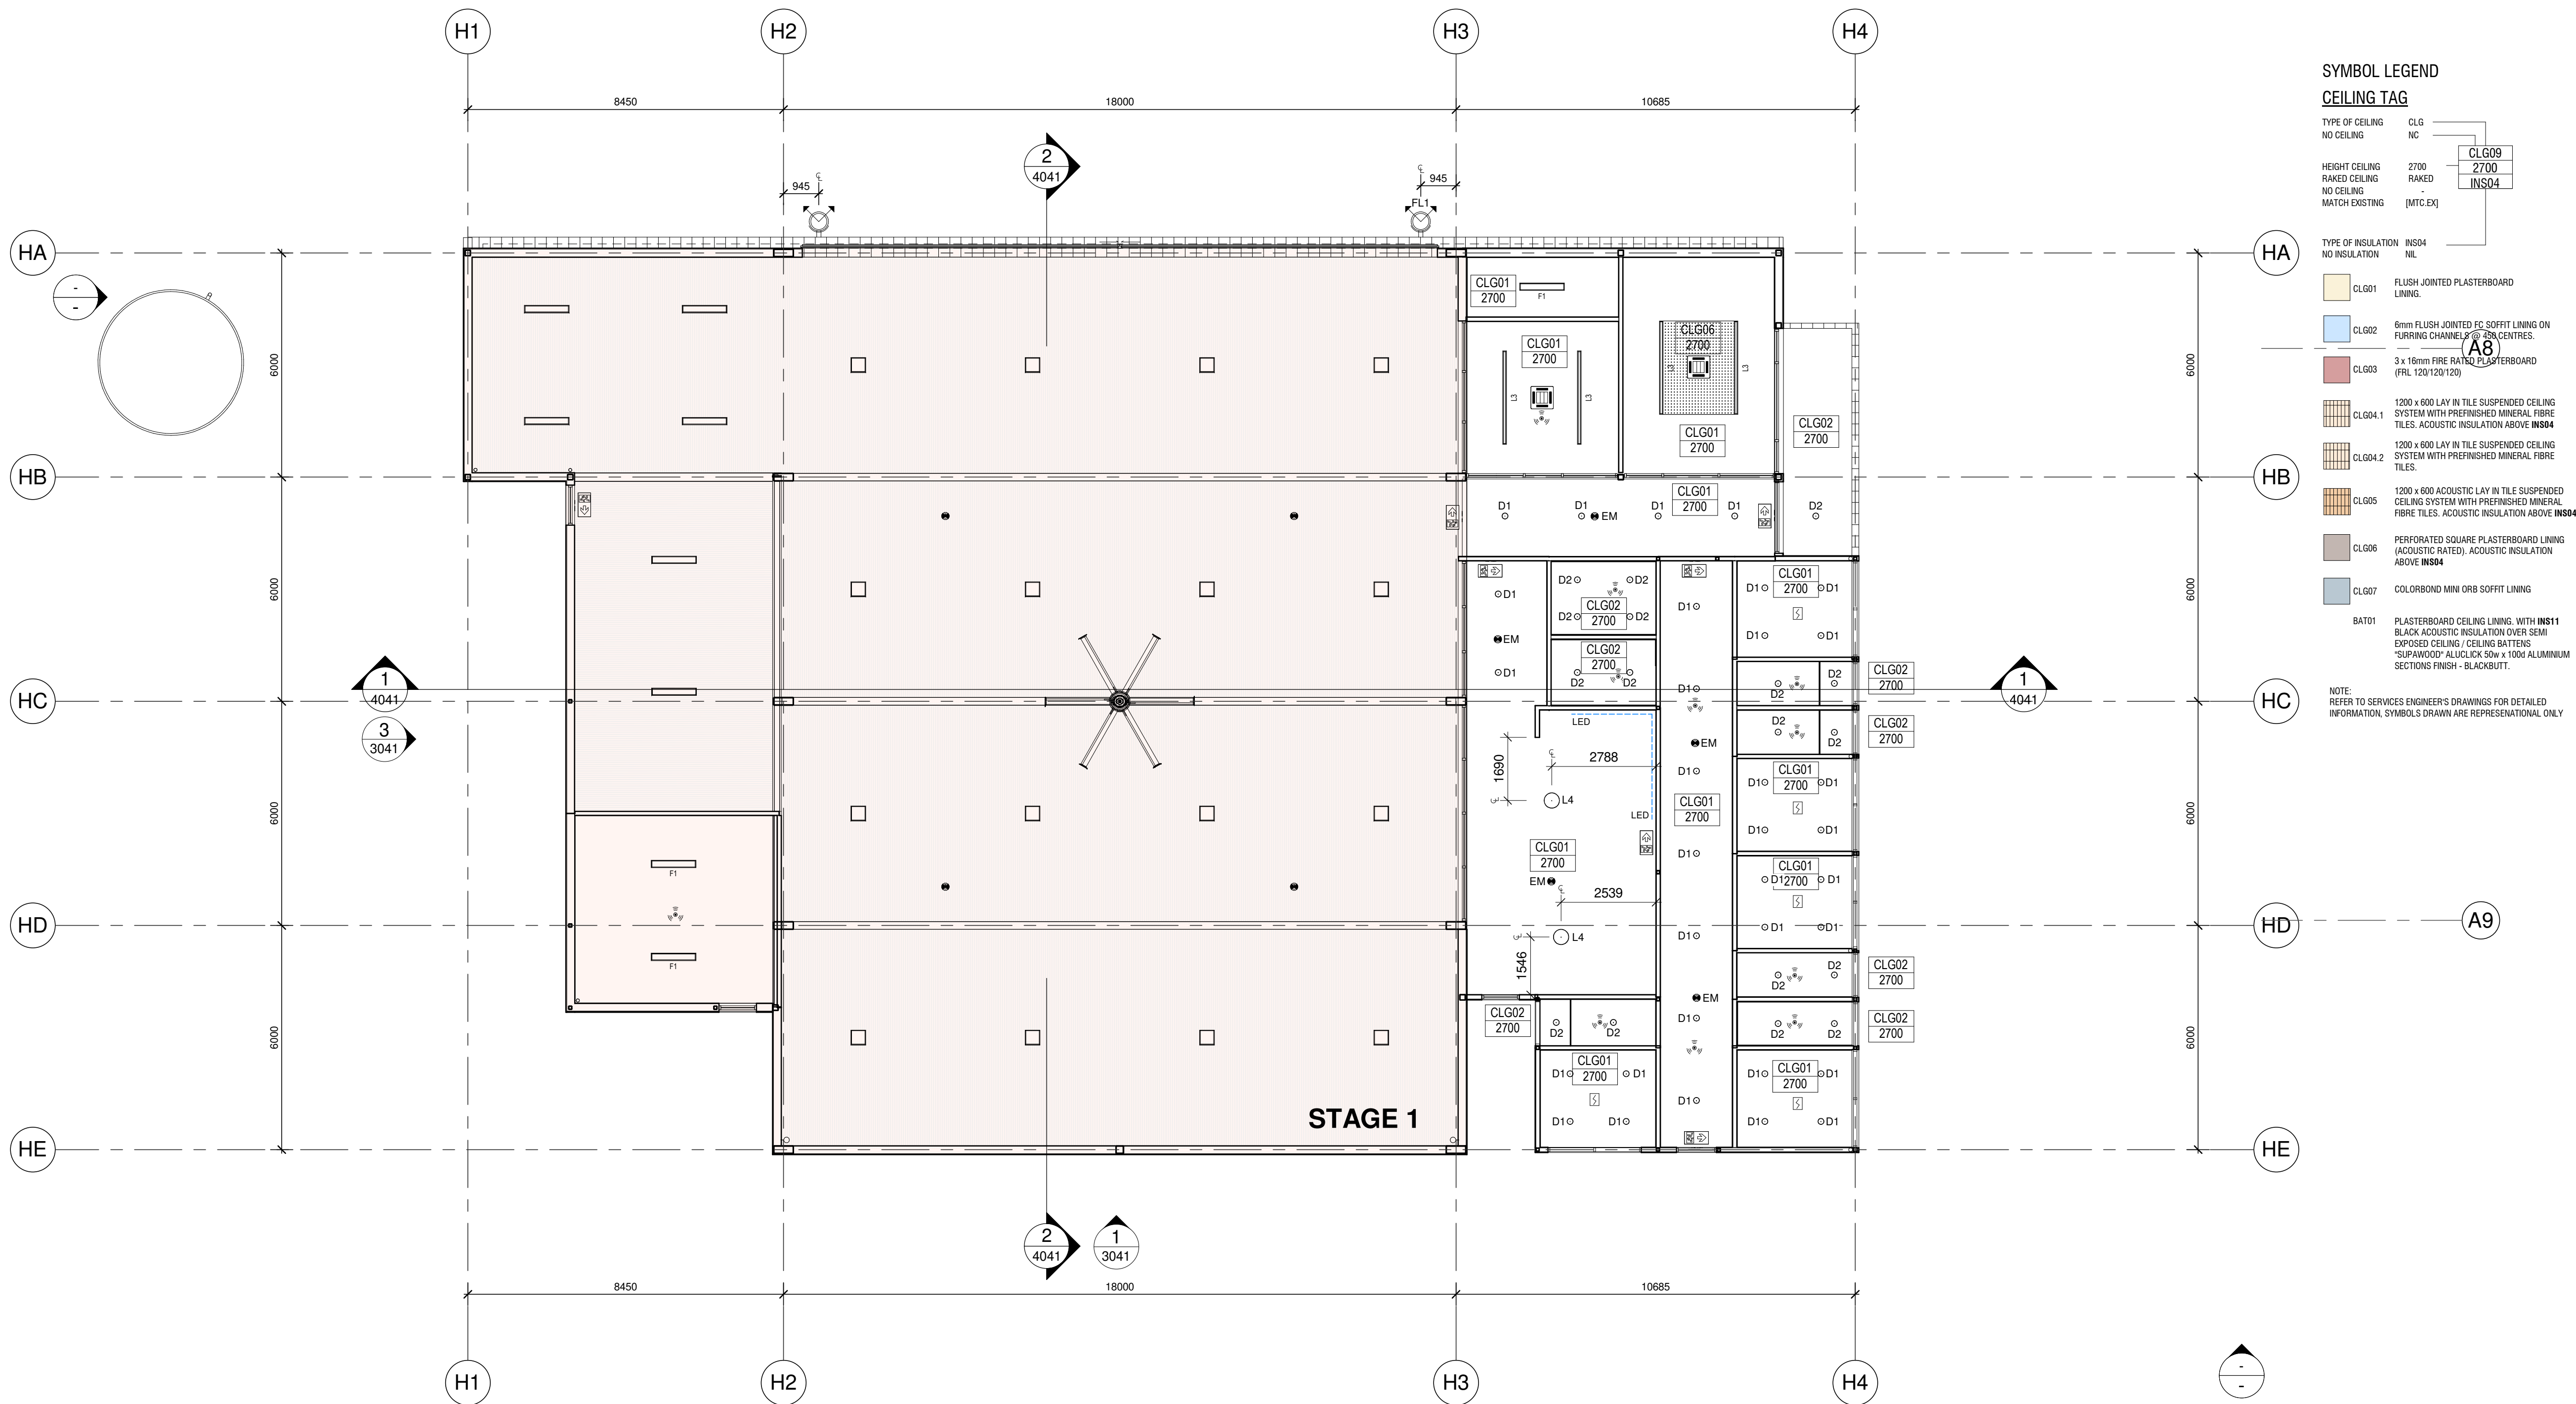 H1
H2
H3
H4
8450
18000
10685
2
4041
945
945
FL1
HA
HA
-
-
6000
6000
CLG01
2700
F1
CLG01
2700
L3
L3
CLG06
2700
L3
L3
CLG01
2700
CLG02
2700
A8
HB
HB
D1
D1
EM
D1
CLG01
2700
D1
D2
6000
6000
D1
EM
D1
D2
D2
CLG02
2700
D2
D2
CLG02
2700
D2
D2
D1
CLG01
2700
D1
D1
D1
D1
D1
CLG02
2700
D2
D2
1
4041
1
4041
HC
HC
3
3041
LED
LED
2788
1690
L4
EM
D1
D2
D2
CLG02
2700
CLG01
2700
D1
D1
D1
D1
CLG01
2700
D1
CLG01
2700
EM
2539
L4
1546
CLG01
2700
D1
D1
D1
D1
6000
6000
F1
F1
HD
HD
A9
D1
D2
D2
CLG02
2700
EM
D1
CLG02
2700
D2
D2
D2
D2
CLG02
2700
CLG01
2700
D1
D1
D1
D1
D1
CLG01
2700
D1
D1
D1
D1
STAGE 1
6000
6000
HE
HE
2
4041
1
3041
8450
18000
10685
H1
H2
H3
H4
-
-
SYMBOL LEGEND
CEILING TAG
TYPE OF CEILING CLG
NO CEILING NC
HEIGHT CEILING 2700
RAKED CEILING RAKED
NO CEILING -
MATCH EXISTING [MTC.EX]
CLG09
2700
INS04
TYPE OF INSULATION INS04
NO INSULATION NIL
CLG01 FLUSH JOINTED PLASTERBOARD
LINING.
CLG02 6mm FLUSH JOINTED FC SOFFIT LINING ON
FURRING CHANNELS @ 450 CENTRES.
CLG03 3 x 16mm FIRE RATED PLASTERBOARD
(FRL 120/120/120)
CLG04.1 1200 x 600 LAY IN TILE SUSPENDED CEILING
SYSTEM WITH PREFINISHED MINERAL FIBRE
TILES. ACOUSTIC INSULATION ABOVE INS04
CLG04.2 1200 x 600 LAY IN TILE SUSPENDED CEILING
SYSTEM WITH PREFINISHED MINERAL FIBRE
TILES.
CLG05 1200 x 600 ACOUSTIC LAY IN TILE SUSPENDED
CEILING SYSTEM WITH PREFINISHED MINERAL
FIBRE TILES. ACOUSTIC INSULATION ABOVE INS04
CLG06 PERFORATED SQUARE PLASTERBOARD LINING
(ACOUSTIC RATED). ACOUSTIC INSULATION
ABOVE INS04
CLG07 COLORBOND MINI ORB SOFFIT LINING
BAT01 PLASTERBOARD CEILING LINING. WITH INS11
BLACK ACOUSTIC INSULATION OVER SEMI
EXPOSED CEILING / CEILING BATTENS
"SUPAWOOD" ALUCLICK 50w x 100d ALUMINIUM
SECTIONS FINISH - BLACKBUTT.
NOTE:
REFER TO SERVICES ENGINEER'S DRAWINGS FOR DETAILED
INFORMATION, SYMBOLS DRAWN ARE REPRESENATIONAL ONLY